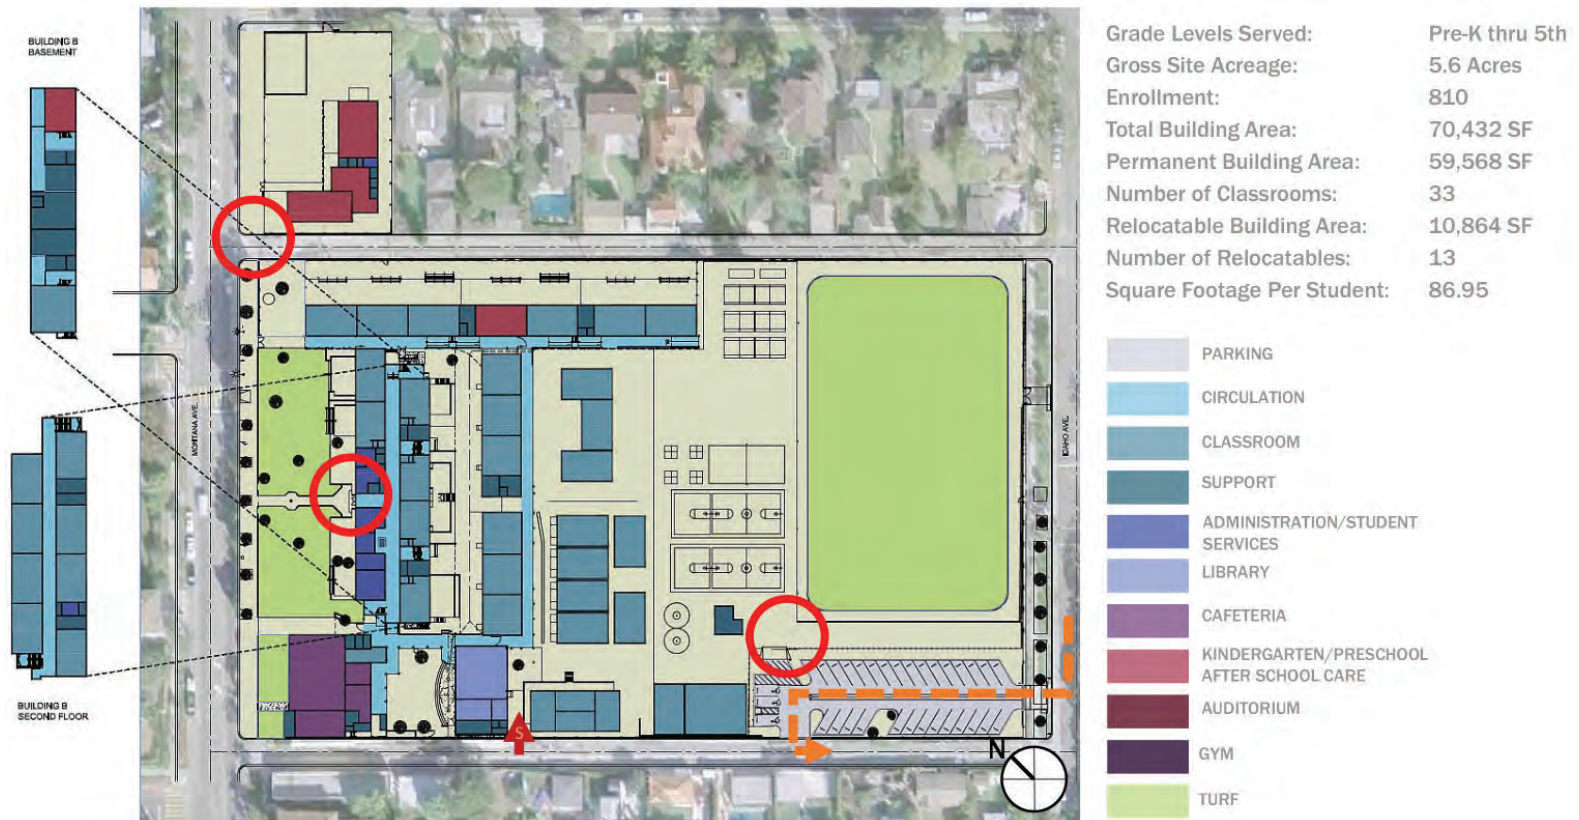 BUILDING B
BASEMENT
MONTANA AVE.
IDAHO AVE.
BUILDING B
SECOND FLOOR
S
N
Grade Levels Served: Pre-K thru 5th
Gross Site Acreage: 5.6 Acres
Enrollment: 810
Total Building Area: 70,432 SF
Permanent Building Area: 59,568 SF
Number of Classrooms: 33
Relocatable Building Area: 10,864 SF
Number of Relocatables: 13
Square Footage Per Student: 86.95
PARKING
CIRCULATION
CLASSROOM
SUPPORT
ADMINISTRATION/STUDENT
SERVICES
LIBRARY
CAFETERIA
KINDERGARTEN/PRESCHOOL
AFTER SCHOOL CARE
AUDITORIUM
GYM
TURF